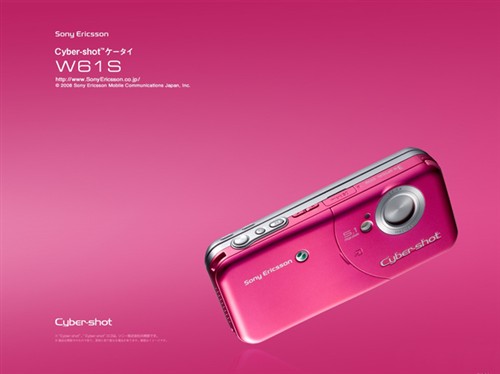 Sony Ericsson
Cyber-shot™ケータイ
W61S
http://www.SonyEricsson.co.jp/
© 2008 Sony Ericsson Mobile Communications Japan, Inc.
5.1
Sony Ericsson
Cyber-shot
Cyber-shot